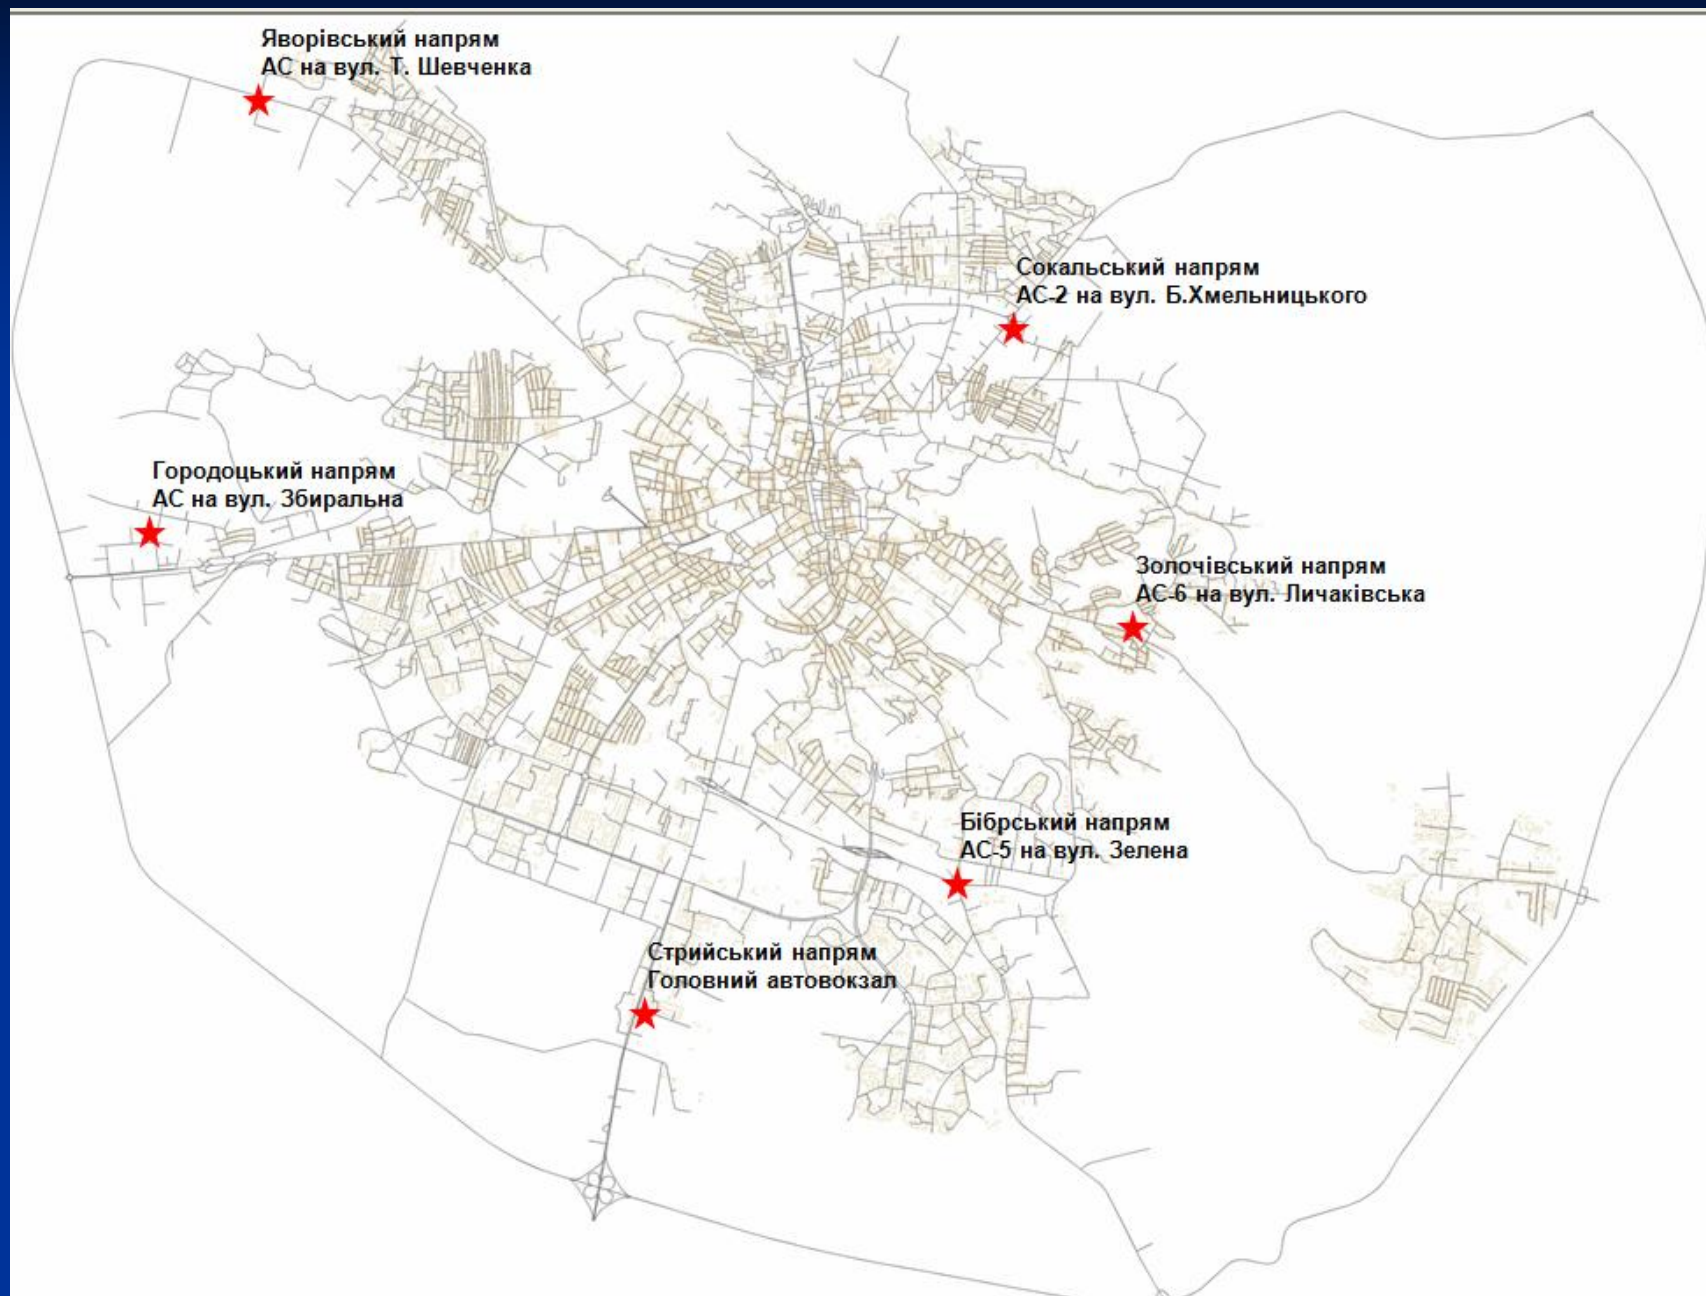 Яворівський напрям
АС на вул. Т. Шевченка
Сокальський напрям
АС-2 на вул. Б.Хмельницького
Городоцький напрям
АС на вул. Збиральна
Золочівський напрям
АС-6 на вул. Личаківська
Бібрський напрям
АС-5 на вул. Зелена
Стрийський напрям
Головний автовокзал